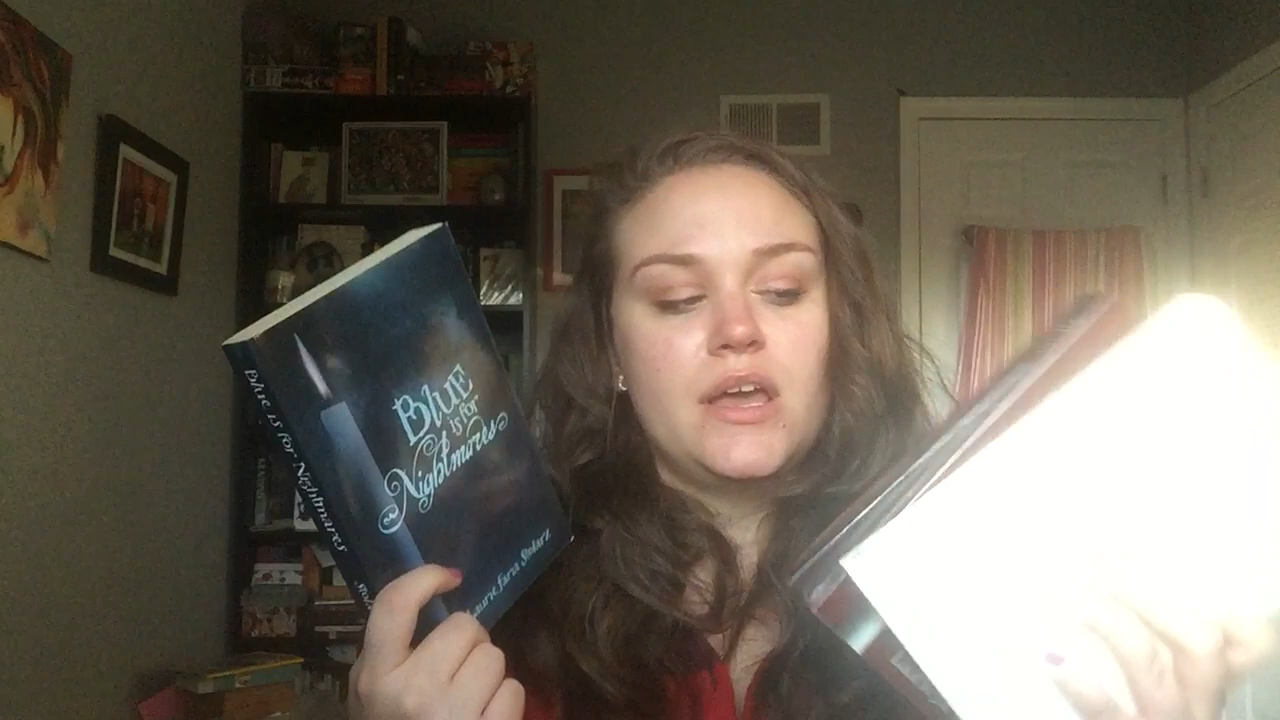 Blue
is for
Nightmares
Laurie Faria Stolarz
Blue is for Nightmares